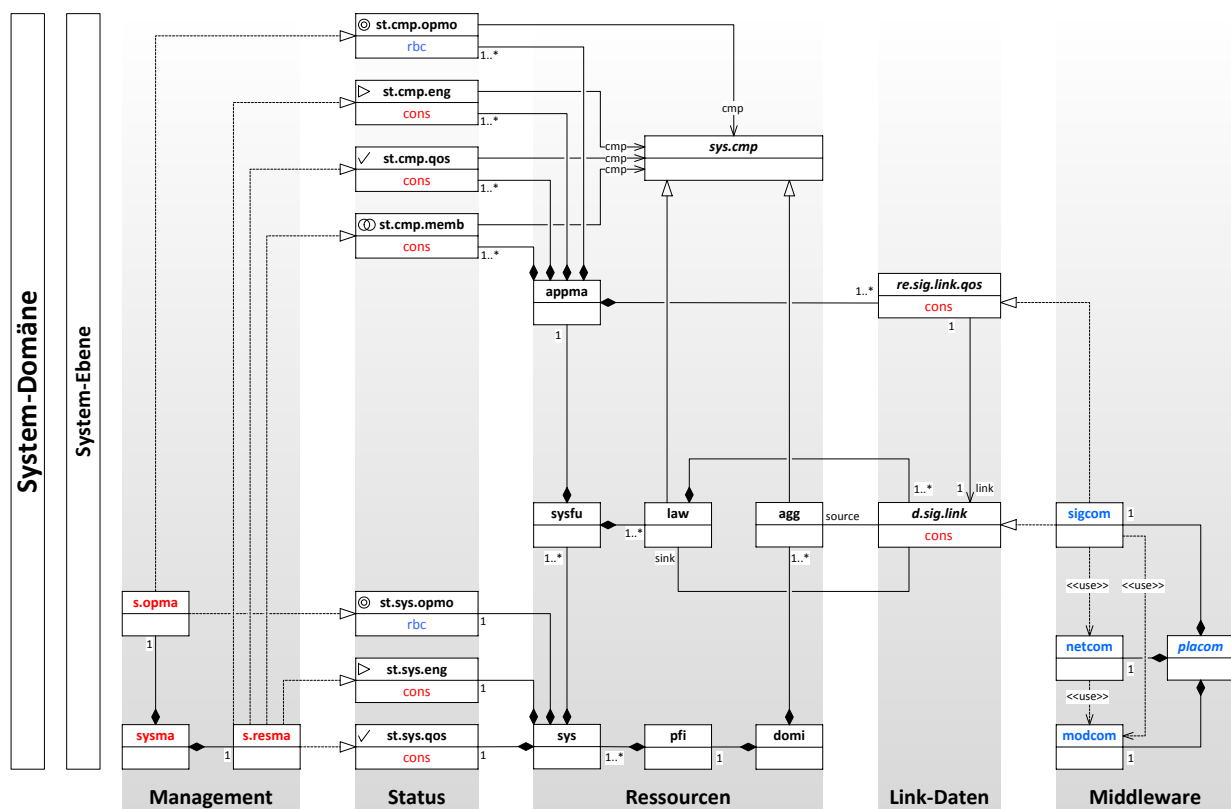 System-Domäne
System-Ebene
st.cmp.opmo
rbc
1..*
st.cmp.eng
cons
1..*
cmp
st.cmp.qos
cons
1..*
cmp
cmp
cmp
sys.cmp
st.cmp.memb
cons
1..*
appma
1
re.sig.link.qos
cons
1..*
1
1
link
1..*
sysfu
1..*
law
1..*
sink
agg
1..*
source
d.sig.link
cons
sigcom
1
<<use>>
<<use>>
s.opma
1
st.sys.opmo
rbc
1
netcom
1
placom
st.sys.eng
cons
1
<<use>>
sysma
1
s.resma
st.sys.qos
cons
1
sys
1..*
pfi
1
domi
modcom
1
Management
Status
Ressourcen
Link-Daten
Middleware